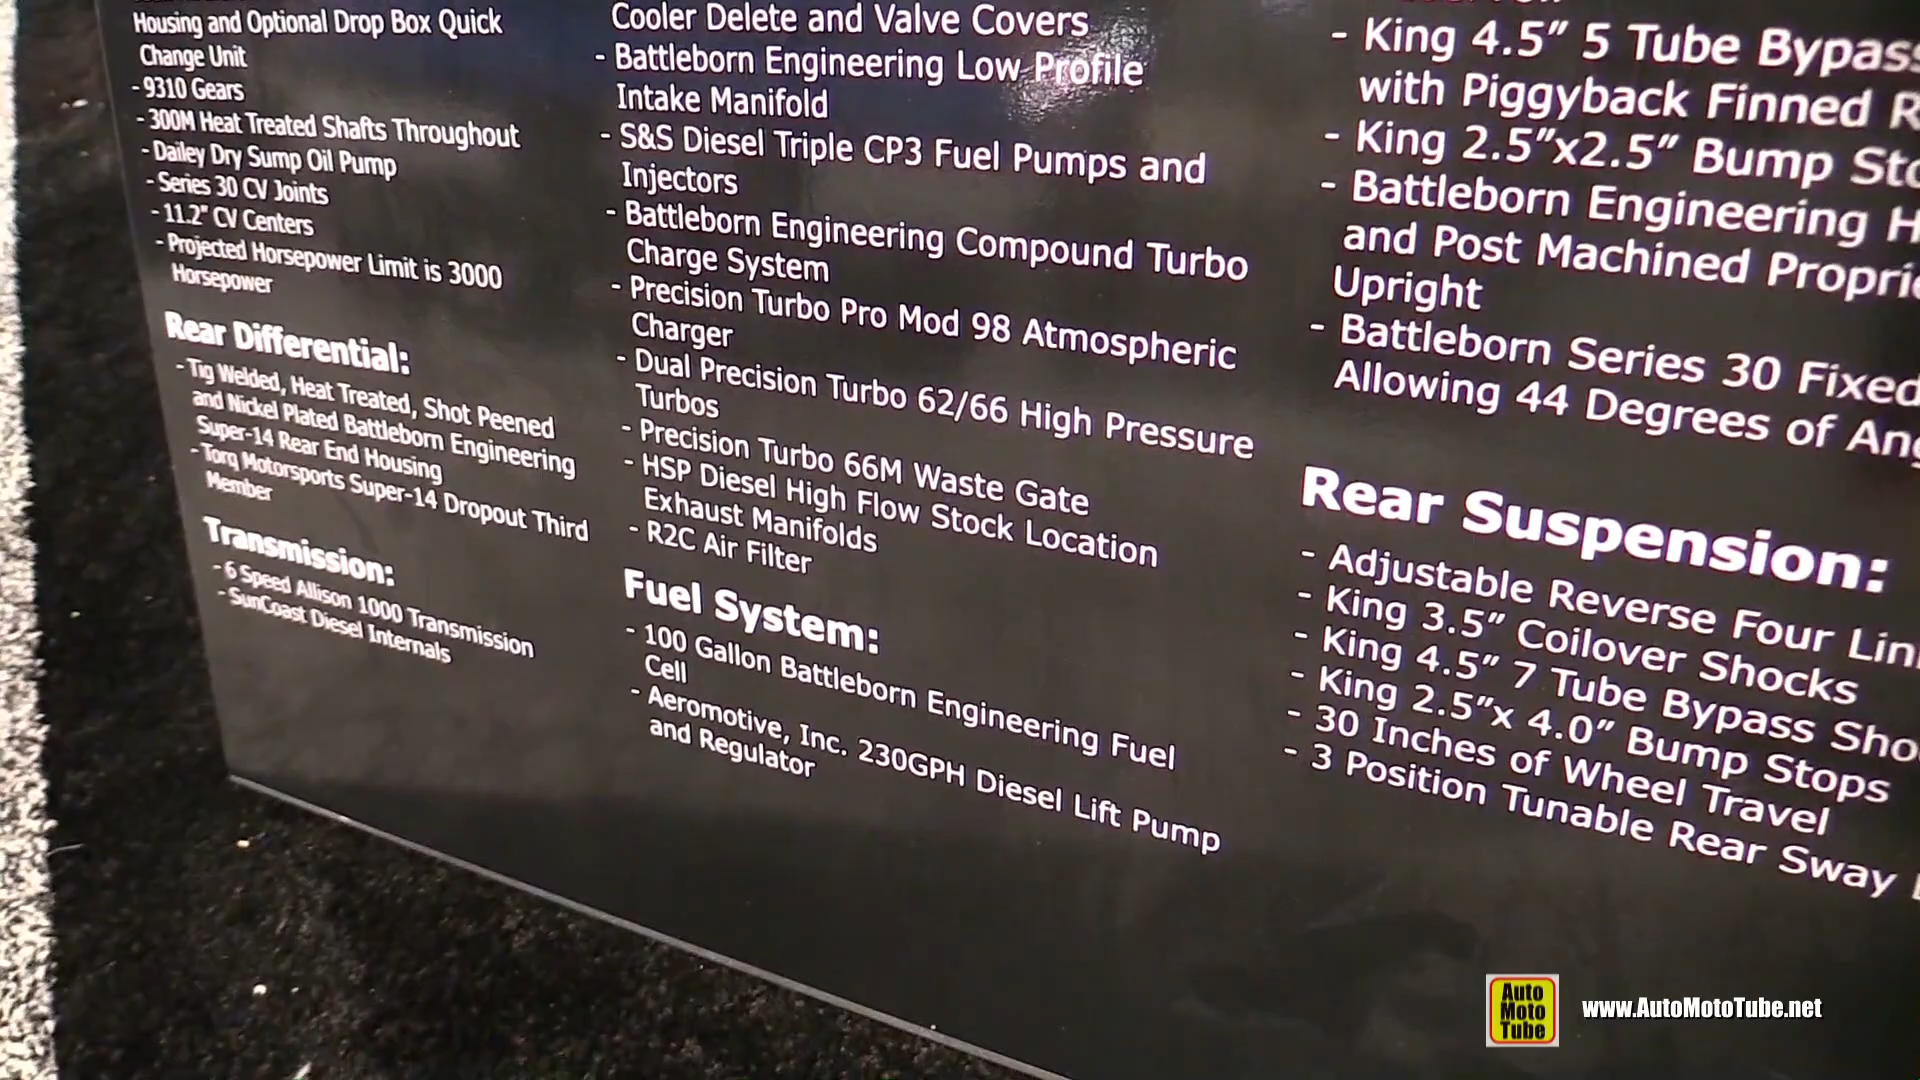 Housing and Optional Drop Box Quick
Change Unit
- 9310 Gears
- 300M Heat Treated Shafts Throughout
- Dailey Dry Sump Oil Pump
- Series 30 CV Joints
- 11.2" CV Centers
- Projected Horsepower Limit is 3000
Horsepower
Rear Differential:
- Tig Welded, Heat Treated, Shot Peened
and Nickel Plated Battleborn Engineering
Super-14 Rear End Housing
- Torq Motorsports Super-14 Dropout Third
Member
Transmission:
- 6 Speed Allison 1000 Transmission
- SunCoast Diesel Internals
Cooler Delete and Valve Covers
- Battleborn Engineering Low Profile
Intake Manifold
- S&S Diesel Triple CP3 Fuel Pumps and
Injectors
- Battleborn Engineering Compound Turbo
Charge System
- Precision Turbo Pro Mod 98 Atmospheric
Charger
- Dual Precision Turbo 62/66 High Pressure
Turbos
- Precision Turbo 66M Waste Gate
- HSP Diesel High Flow Stock Location
Exhaust Manifolds
- R2C Air Filter
Fuel System:
- 100 Gallon Battleborn Engineering Fuel
Cell
- Aeromotive, Inc. 230GPH Diesel Lift Pump
and Regulator
- King 4.5" 5 Tube Bypass
with Piggyback Finned
- King 2.5"x2.5" Bump
- Battleborn Engineering
and Post Machined
Upright
- Battleborn Series 30 Fixed
Allowing 44 Degrees of
Rear Suspension:
- Adjustable Reverse Four
- King 3.5" Coilover Shocks
- King 4.5" 7 Tube Bypass
- King 2.5"x 4.0" Bump Stops
- 30 Inches of Wheel Travel
- 3 Position Tunable Rear Sway
Auto
Moto
Tube
www.AutoMotoTube.net